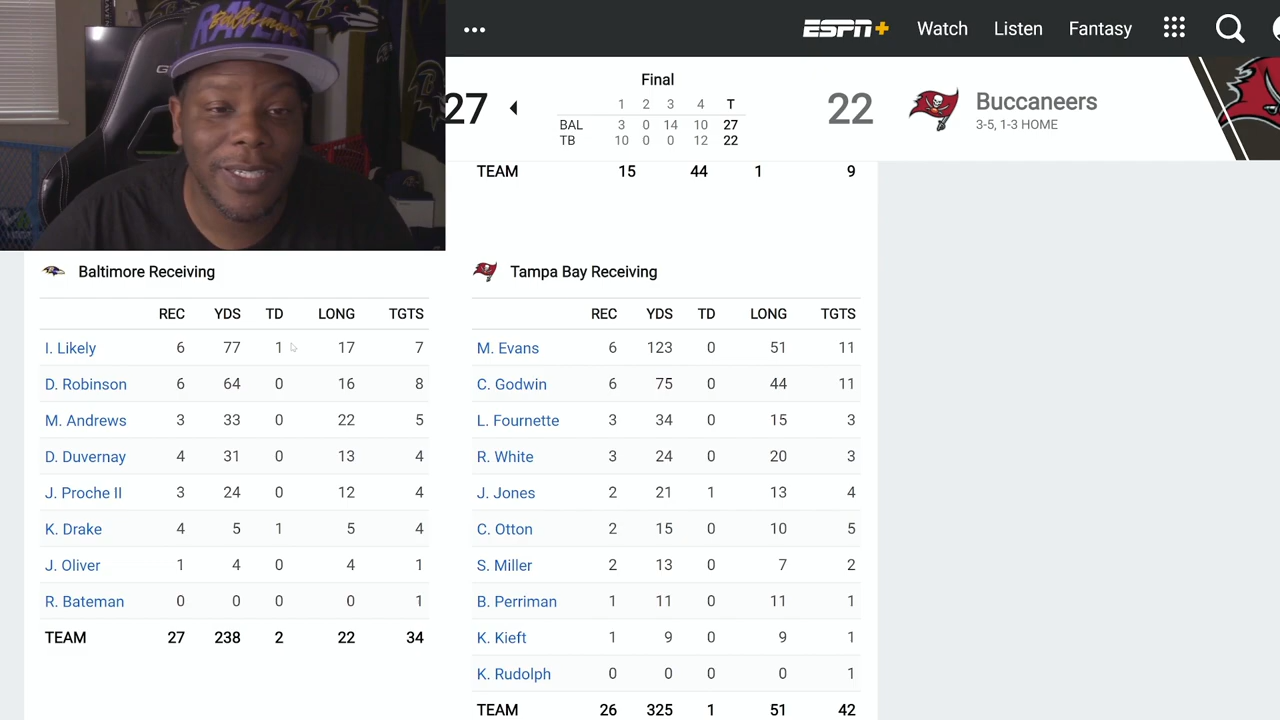 RAVENS
Baltimore
GT
...
ESPN+ Watch Listen Fantasy
27
Final
1 2 3 4 T
BAL 3 0 14 10 27
TB 10 0 0 12 22
22
Buccaneers
3-5, 1-3 HOME
TEAM 15 44 1 9
Baltimore Receiving
REC YDS TD LONG TGTS
I. Likely 6 77 1 17 7
D. Robinson 6 64 0 16 8
M. Andrews 3 33 0 22 5
D. Duvernay 4 31 0 13 4
J. Proche II 3 24 0 12 4
K. Drake 4 5 1 5 4
J. Oliver 1 4 0 4 1
R. Bateman 0 0 0 0 1
TEAM 27 238 2 22 34
Tampa Bay Receiving
REC YDS TD LONG TGTS
M. Evans 6 123 0 51 11
C. Godwin 6 75 0 44 11
L. Fournette 3 34 0 15 3
R. White 3 24 0 20 3
J. Jones 2 21 1 13 4
C. Otton 2 15 0 10 5
S. Miller 2 13 0 7 2
B. Perriman 1 11 0 11 1
K. Kieft 1 9 0 9 1
K. Rudolph 0 0 0 0 1
TEAM 26 325 1 51 42